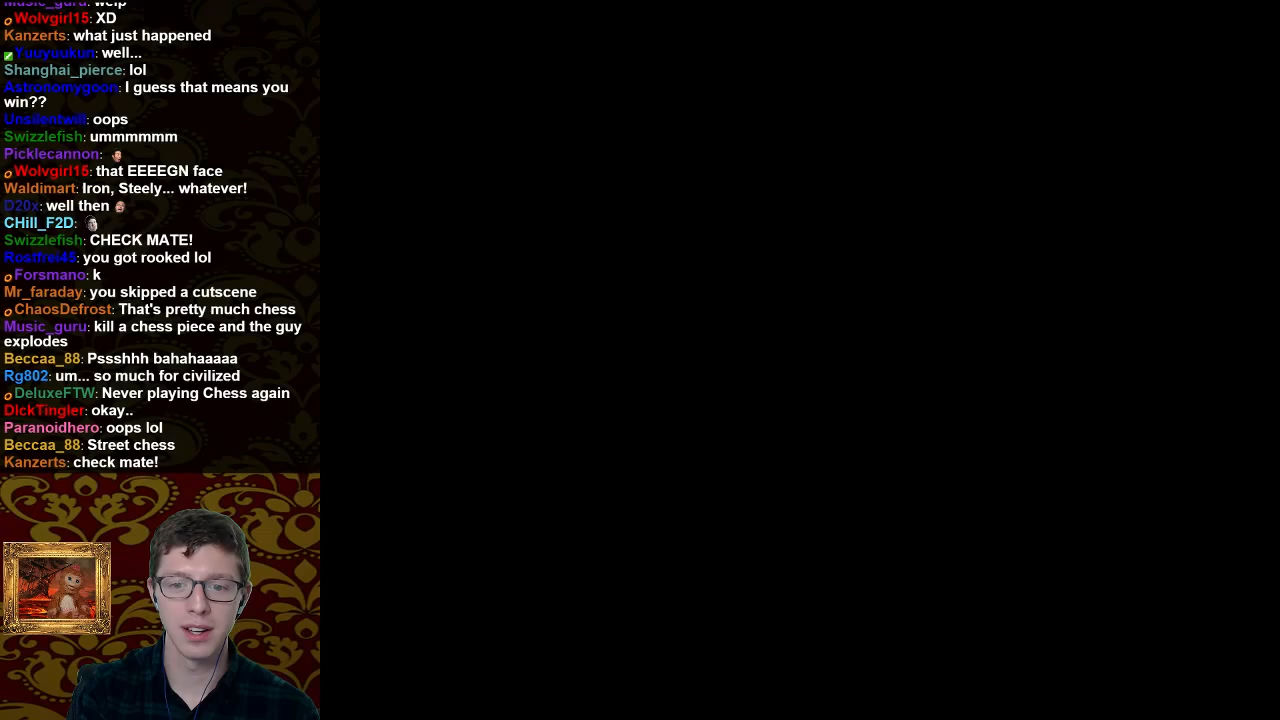 Music_guru: welp
Wolvgirl15: XD
Kanzerts: what just happened
Yuuyuukun: well...
Shanghai_pierce: lol
Astronomygoon: I guess that means you
win??
Unsilentwill: oops
Swizzlefish: ummmmmm
Picklecannon:
Wolvgirl15: that EEEEGN face
Waldimart: Iron, Steely... whatever!
D20x: well then
CHill_F2D:
Swizzlefish: CHECK MATE!
Rostfrei45: you got rooked lol
Forsmano: k
Mr_faraday: you skipped a cutscene
ChaosDefrost: That's pretty much chess
Music_guru: kill a chess piece and the guy
explodes
Beccaa_88: Pssshhh bahahaaaaa
Rg802: um... so much for civilized
DeluxeFTW: Never playing Chess again
DIckTingler: okay..
Paranoidhero: oops lol
Beccaa_88: Street chess
Kanzerts: check mate!